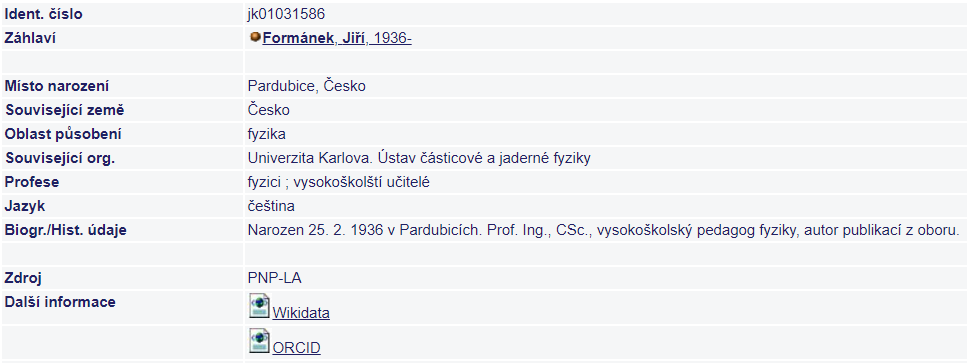 Ident. číslo jk01031586
Záhlaví Formánek, Jiří, 1936-
Místo narození Pardubice, Česko
Související země Česko
Oblast působení fyzika
Související org. Univerzita Karlova. Ústav částicové a jaderné fyziky
Profese fyzici ; vysokoškolští učitelé
Jazyk čeština
Biogr./Hist. údaje Narozen 25. 2. 1936 v Pardubicích. Prof. Ing., CSc., vysokoškolský pedagog fyziky, autor publikací z oboru.
Zdroj PNP-LA
Další informace Wikidata
ORCID